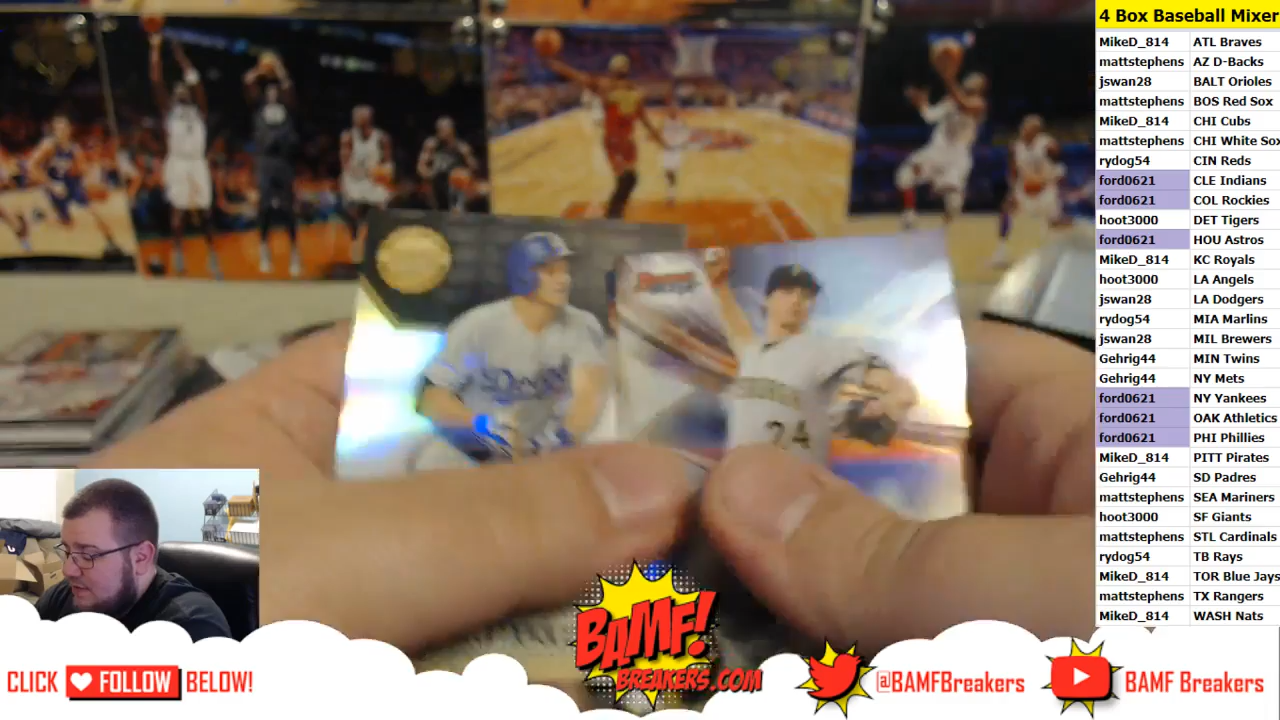 4 Box Baseball Mixer
MikeD_814 ATL Braves
mattstephens AZ D-Backs
jswan28 BALT Orioles
mattstephens BOS Red Sox
MikeD_814 CHI Cubs
mattstephens CHI White Sox
rydog54 CIN Reds
ford0621 CLE Indians
ford0621 COL Rockies
hoot3000 DET Tigers
ford0621 HOU Astros
MikeD_814 KC Royals
hoot3000 LA Angels
jswan28 LA Dodgers
rydog54 MIA Marlins
jswan28 MIL Brewers
Gehrig44 MIN Twins
Gehrig44 NY Mets
ford0621 NY Yankees
ford0621 OAK Athletics
ford0621 PHI Phillies
MikeD_814 PITT Pirates
Gehrig44 SD Padres
mattstephens SEA Mariners
hoot3000 SF Giants
mattstephens STL Cardinals
rydog54 TB Rays
MikeD_814 TOR Blue Jays
mattstephens TX Rangers
MikeD_814 WASH Nats
24
CLICK FOLLOW BELOW!
BAMF!
BREAKERS.COM
@BAMFBreakers
BAMF Breakers